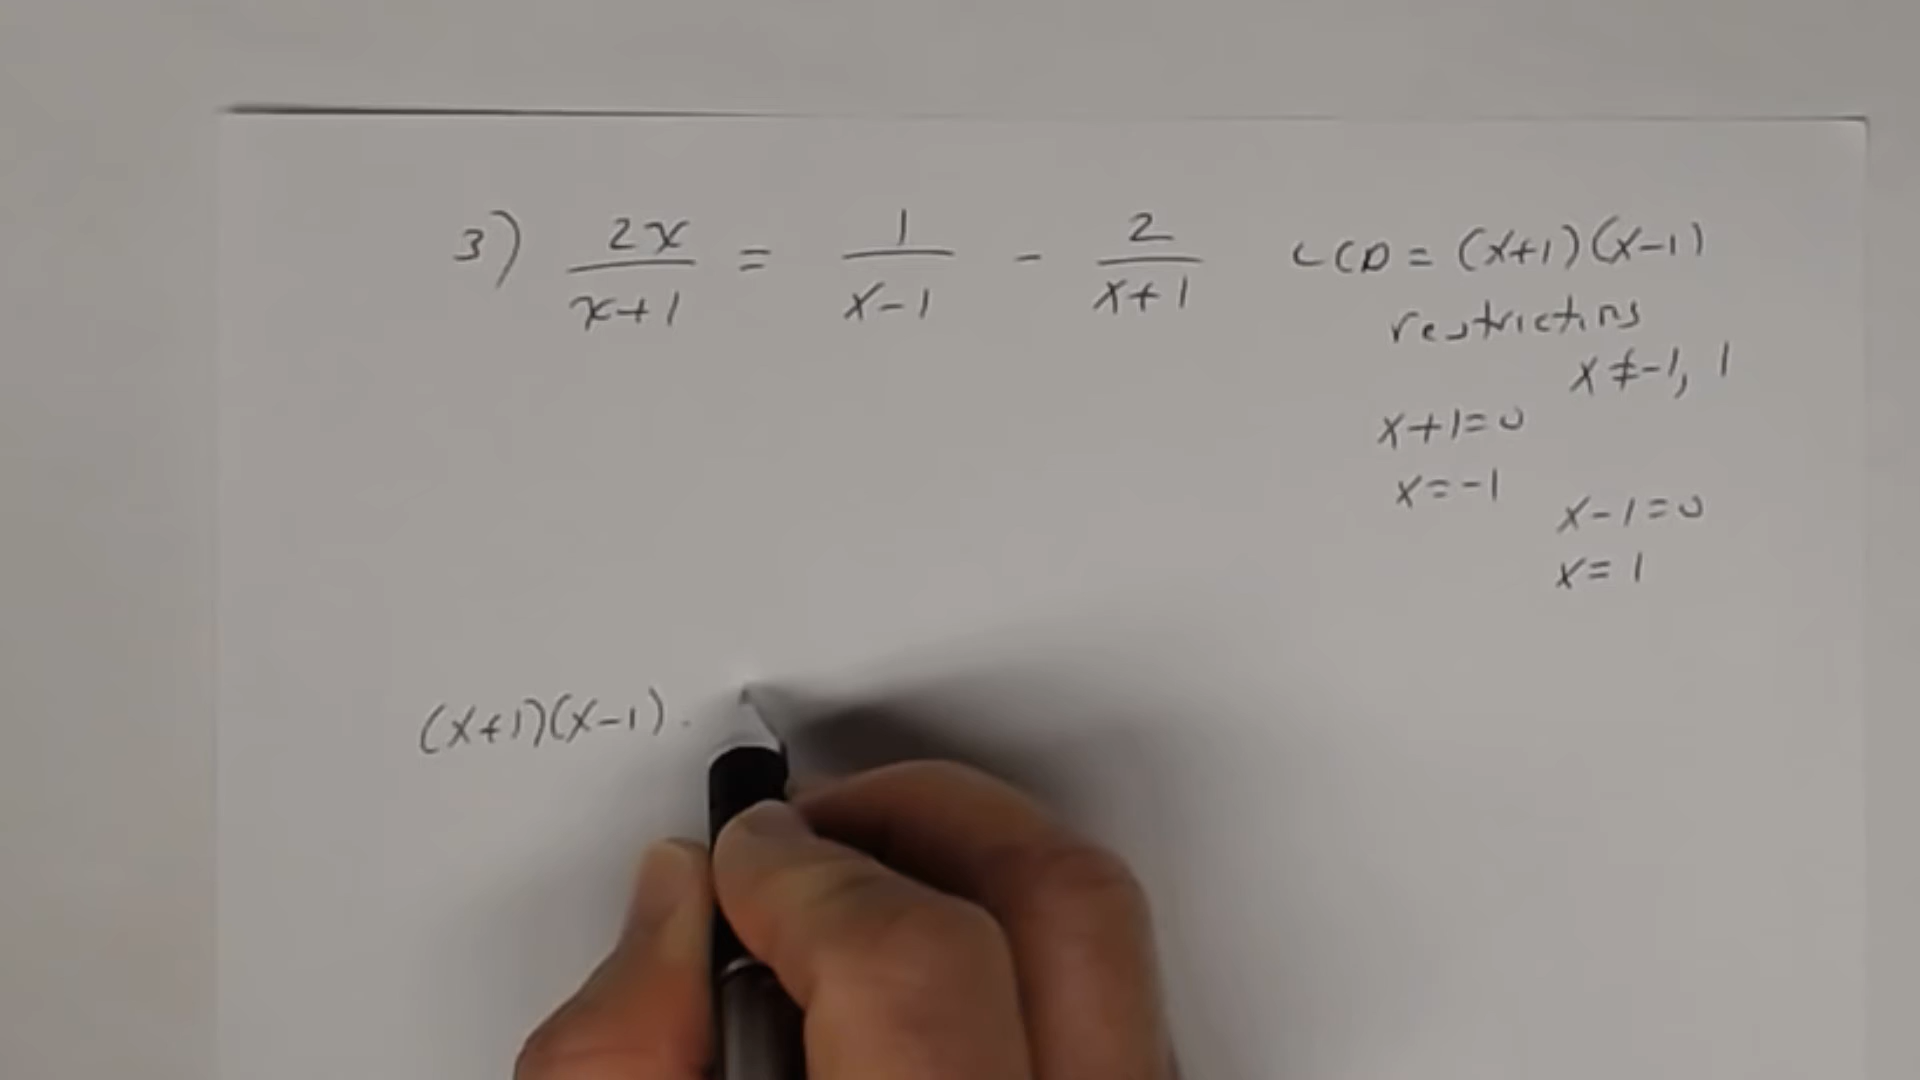 3) 2x/x+1 = 1/x-1 - 2/x+1
LCD = (x+1)(x-1)
restrictins
x ≠ -1, 1
x+1=0
x=-1
x-1=0
x=1
(x+1)(x-1) ·